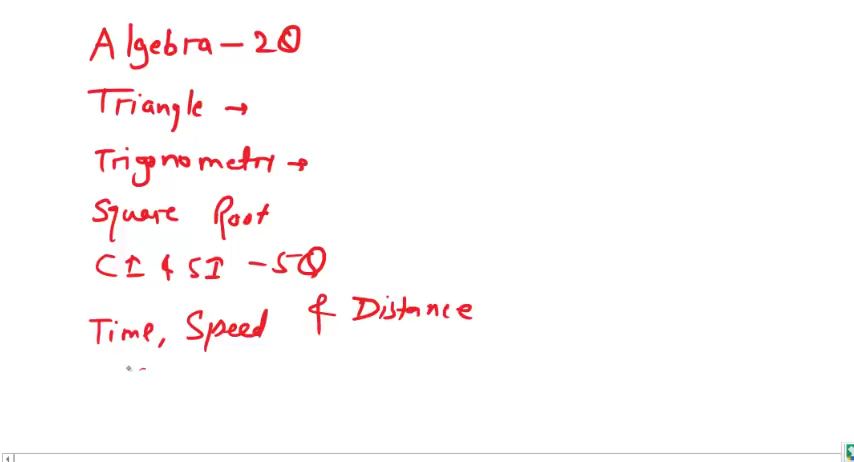 Algebra - 2Q
Triangle →
Trigonometry →
Square Root
CI & SI - 5Q
Time, Speed & Distance